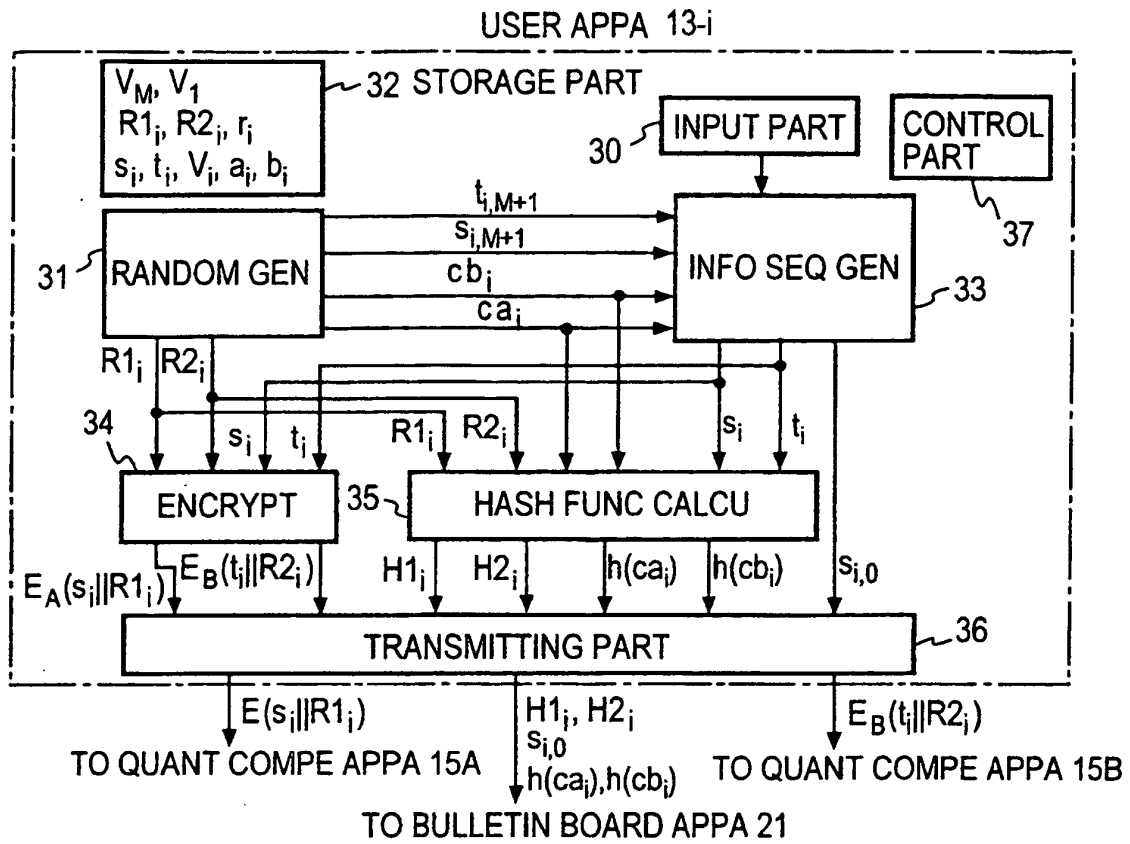 USER APPA 13-i
V_M, V_1
R1_i, R2_i, r_i
s_i, t_i, V_i, a_i, b_i
32 STORAGE PART
INPUT PART
30
CONTROL
PART
37
31
RANDOM GEN
t_i,M+1
s_i,M+1
cb_i
ca_i
INFO SEQ GEN
33
R1_i R2_i
34
s_i t_i
R1_i R2_i
s_i t_i
ENCRYPT
35
HASH FUNC CALCU
E_A(s_i||R1_i)
E_B(t_i||R2_i)
H1_i H2_i h(ca_i) h(cb_i) s_i,0
TRANSMITTING PART
36
E(s_i||R1_i)
TO QUANT COMPE APPA 15A
H1_i, H2_i
s_i,0
h(ca_i),h(cb_i)
TO BULLETIN BOARD APPA 21
E_B(t_i||R2_i)
TO QUANT COMPE APPA 15B